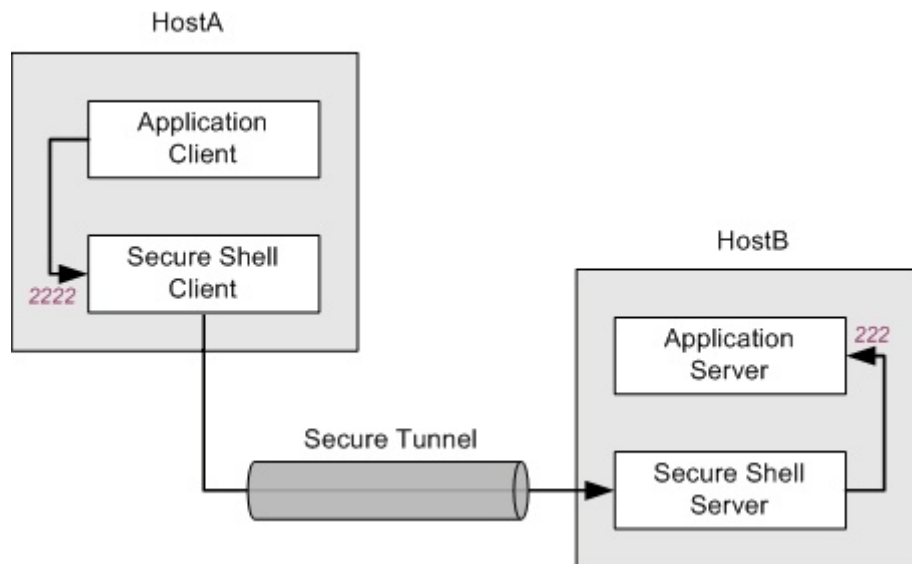 HostA
Application
Client
Secure Shell
Client
2222
HostB
Application
Server
222
Secure Tunnel
Secure Shell
Server